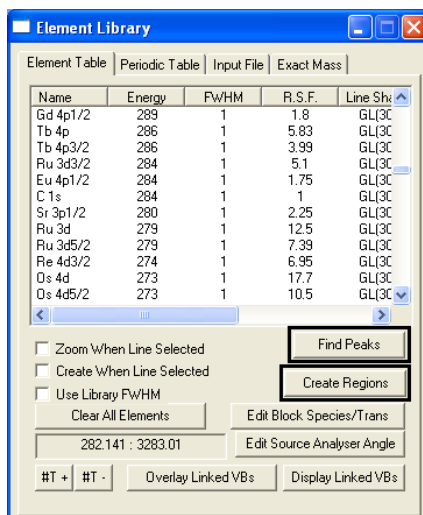 Element Library
Element Table Periodic Table Input File Exact Mass
Name Energy FWHM R.S.F. Line Sha
Gd 4p1/2 289 1 1.8 GL(30
Tb 4p 286 1 5.83 GL(30
Tb 4p3/2 286 1 3.99 GL(30
Ru 3d3/2 284 1 5.1 GL(30
Eu 4p1/2 284 1 1.75 GL(30
C 1s 284 1 1 GL(30
Sr 3p1/2 280 1 2.25 GL(30
Ru 3d 279 1 12.5 GL(30
Ru 3d5/2 279 1 7.39 GL(30
Re 4d3/2 274 1 6.95 GL(30
Os 4d 273 1 17.7 GL(30
Os 4d5/2 273 1 10.5 GL(30
Zoom When Line Selected Find Peaks
Create When Line Selected Create Regions
Use Library FWHM
Clear All Elements Edit Block Species/Trans
282.141 : 3283.01 Edit Source Analyser Angle
#T + #T - Overlay Linked VBs Display Linked VBs